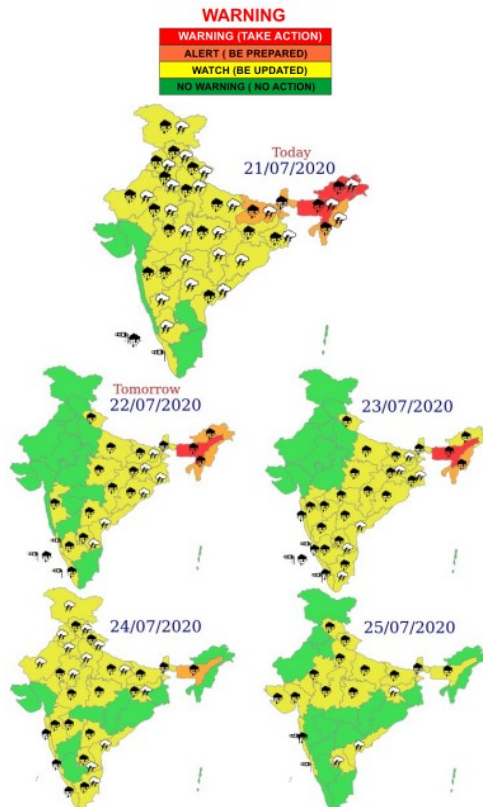 WARNING
WARNING (TAKE ACTION)
ALERT ( BE PREPARED)
WATCH (BE UPDATED)
NO WARNING ( NO ACTION)
Today
21/07/2020
Tomorrow
22/07/2020
23/07/2020
24/07/2020
25/07/2020